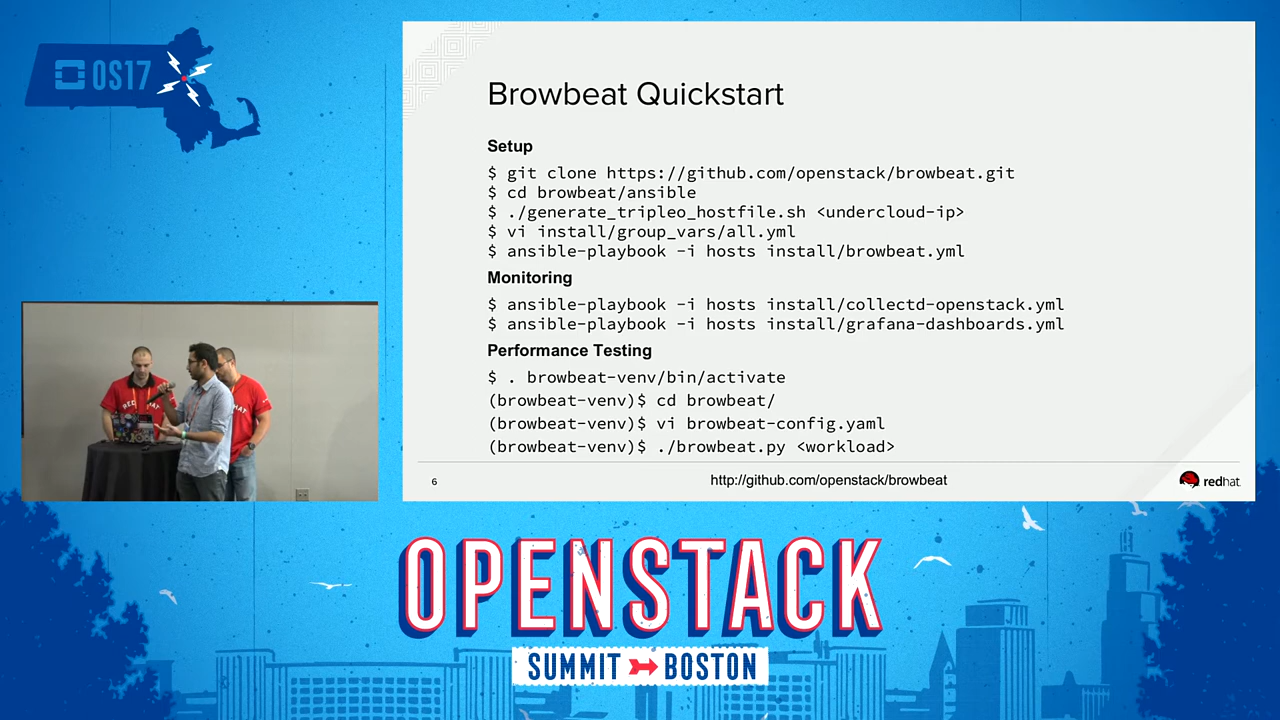 OS17
Browbeat Quickstart
Setup
$ git clone https://github.com/openstack/browbeat.git
$ cd browbeat/ansible
$ ./generate_tripleo_hostfile.sh <undercloud-ip>
$ vi install/group_vars/all.yml
$ ansible-playbook -i hosts install/browbeat.yml
Monitoring
$ ansible-playbook -i hosts install/collectd-openstack.yml
$ ansible-playbook -i hosts install/grafana-dashboards.yml
Performance Testing
$ . browbeat-venv/bin/activate
(browbeat-venv)$ cd browbeat/
(browbeat-venv)$ vi browbeat-config.yaml
(browbeat-venv)$ ./browbeat.py <workload>
6
http://github.com/openstack/browbeat
redhat.
OPENSTACK
SUMMIT BOSTON